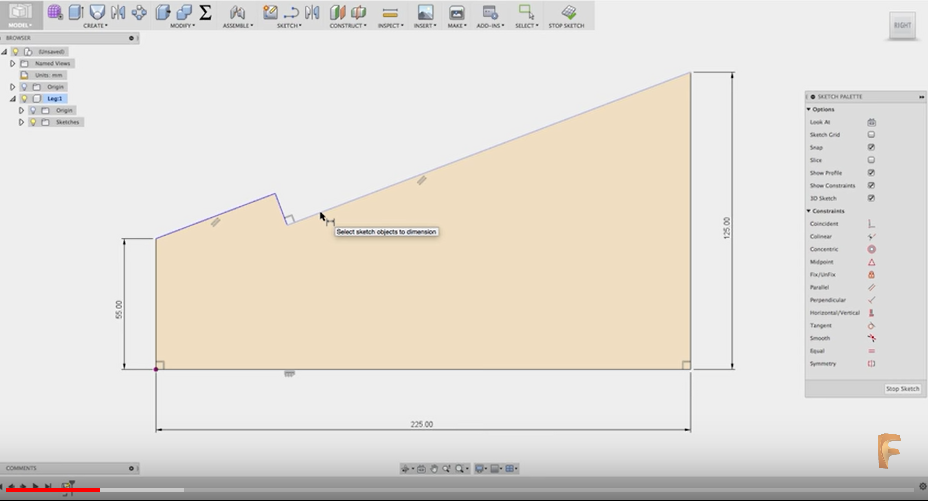 MODEL
CREATE
MODIFY
ASSEMBLE
SKETCH
CONSTRUCT
INSPECT
INSERT
MAKE
ADD-INS
SELECT
STOP SKETCH
RIGHT
BROWSER
(Unsaved)
Named Views
Units: mm
Origin
Leg:1
Origin
Sketches
SKETCH PALETTE
Options
Look At
Sketch Grid
Snap
Slice
Show Profile
Show Constraints
3D Sketch
Constraints
Coincident
Colinear
Concentric
Midpoint
Fix/UnFix
Parallel
Perpendicular
Horizontal/Vertical
Tangent
Smooth
Equal
Symmetry
Stop Sketch
Select sketch objects to dimension
55.00
125.00
225.00
COMMENTS
F